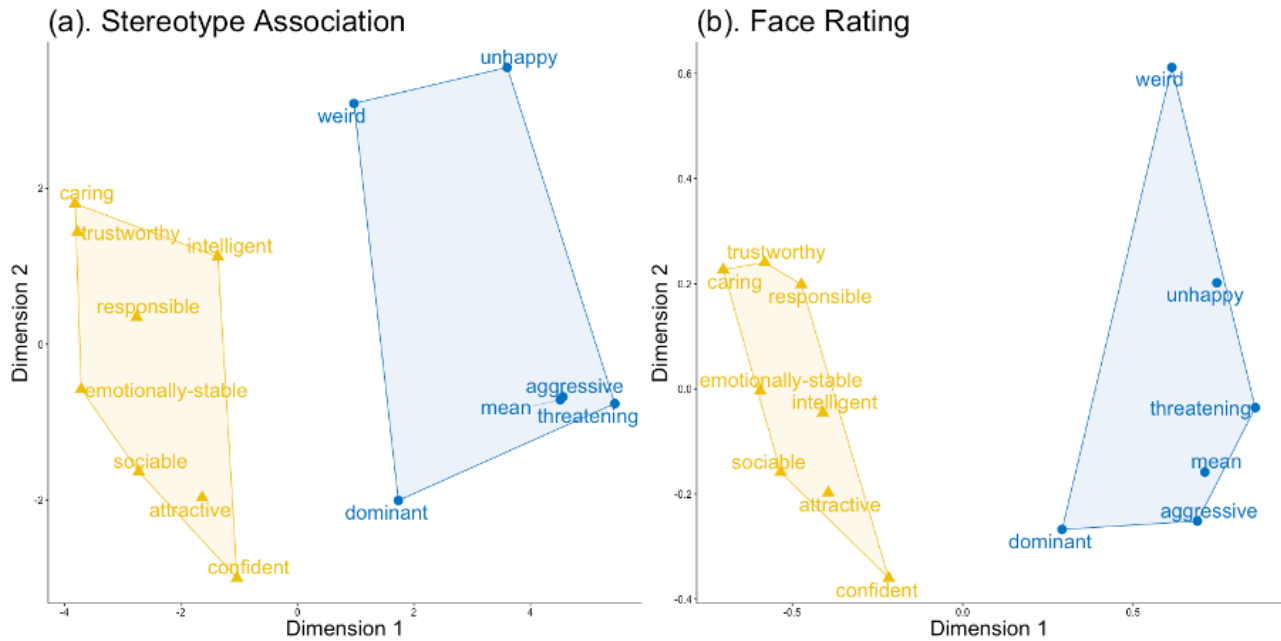 (a). Stereotype Association
unhappy
weird
caring
trustworthy
intelligent
responsible
emotionally-stable
aggressive
mean
threatening
sociable
attractive
dominant
confident
Dimension 2
2
0
-2
-4
-2
0
2
4
Dimension 1
(b). Face Rating
weird
trustworthy
caring
responsible
unhappy
emotionally-stable
intelligent
threatening
sociable
mean
attractive
aggressive
dominant
confident
Dimension 2
0.6
0.4
0.2
0.0
-0.2
-0.4
-0.5
0.0
0.5
Dimension 1